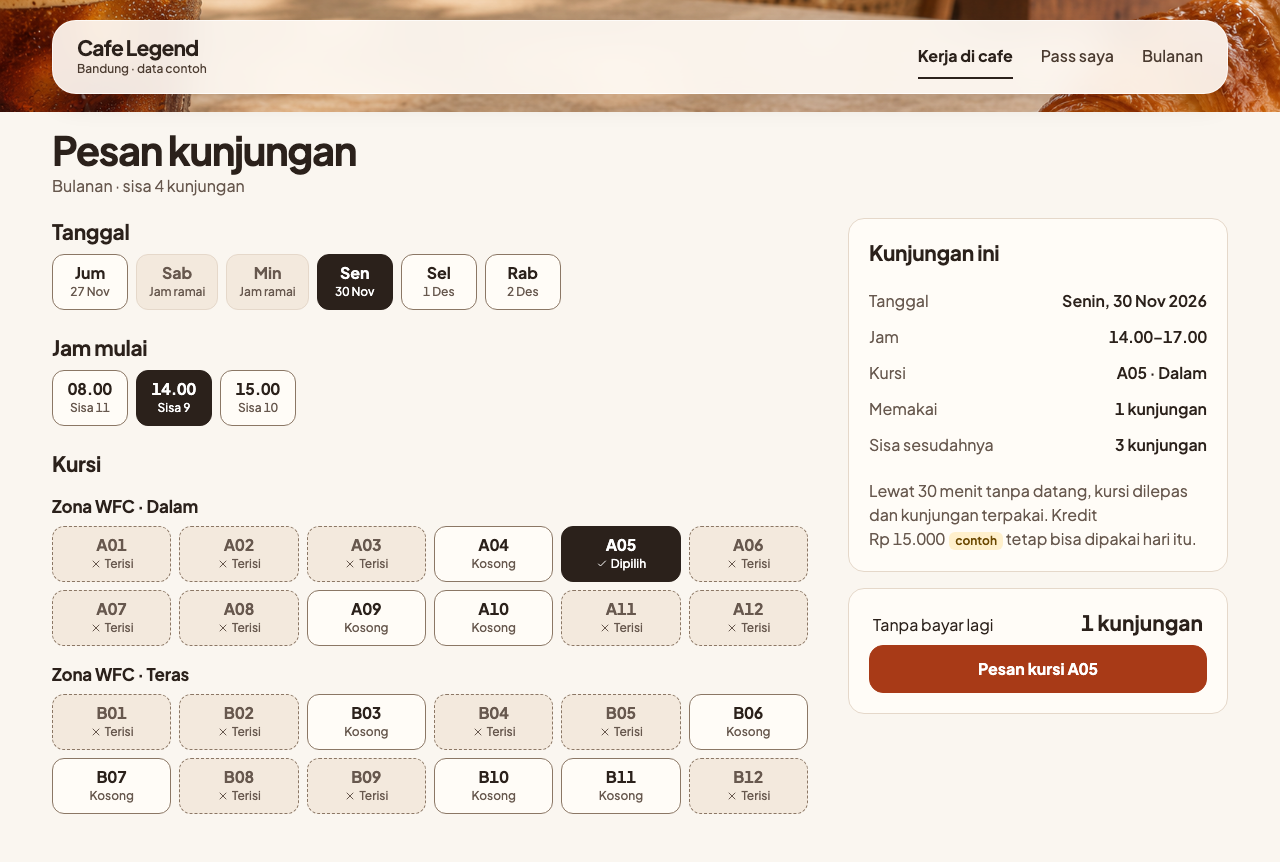 Cafe Legend
Bandung · data contoh
Kerja di cafe
Pass saya
Bulanan
Pesan kunjungan
Bulanan · sisa 4 kunjungan
Tanggal
Jum
27 Nov
Sab
Jam ramai
Min
Jam ramai
Sen
30 Nov
Sel
1 Des
Rab
2 Des
Jam mulai
08.00
Sisa 11
14.00
Sisa 9
15.00
Sisa 10
Kursi
Zona WFC · Dalam
A01
× Terisi
A02
× Terisi
A03
× Terisi
A04
Kosong
A05
✓ Dipilih
A06
× Terisi
A07
× Terisi
A08
× Terisi
A09
Kosong
A10
Kosong
A11
× Terisi
A12
× Terisi
Zona WFC · Teras
B01
× Terisi
B02
× Terisi
B03
Kosong
B04
× Terisi
B05
× Terisi
B06
Kosong
B07
Kosong
B08
× Terisi
B09
× Terisi
B10
Kosong
B11
Kosong
B12
× Terisi
Kunjungan ini
Tanggal Senin, 30 Nov 2026
Jam 14.00–17.00
Kursi A05 · Dalam
Memakai 1 kunjungan
Sisa sesudahnya 3 kunjungan
Lewat 30 menit tanpa datang, kursi dilepas
dan kunjungan terpakai. Kredit
Rp 15.000 contoh tetap bisa dipakai hari itu.
Tanpa bayar lagi 1 kunjungan
Pesan kursi A05